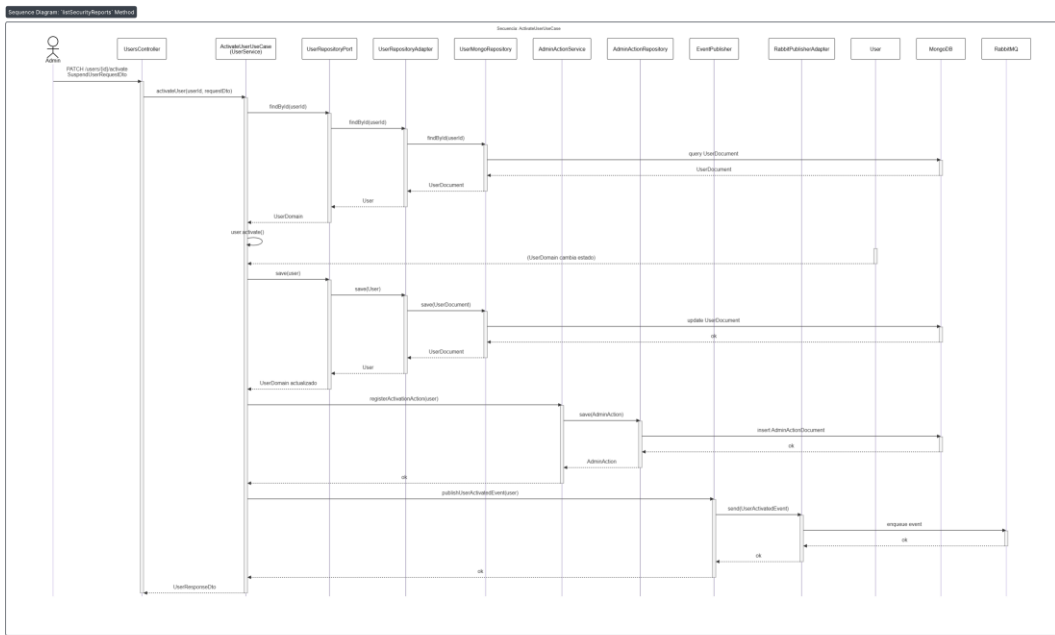 Sequence Diagram: 'listSecurityReports' Method
Sequencia: ActivateUserUseCase
Admin
UsersController
ActivateUserUseCase
(UserService)
UserRepositoryPort
UserRepositoryAdapter
UserMongoRepository
AdminActionService
AdminActionRepository
EventPublisher
RabbitPublisherAdapter
User
MongoDB
RabbitMQ
PATCH /users/{id}/activate
SuspendUserRequestDto
activateUser(userId, requestDto)
findById(userId)
findById(userId)
findById(userId)
query UserDocument
UserDocument
UserDocument
User
UserDomain
user.activate()
(UserDomain cambia estado)
save(user)
save(User)
save(UserDocument)
update UserDocument
ok
UserDocument
User
UserDomain actualizado
registerActivationAction(user)
save(AdminAction)
insert AdminActionDocument
ok
AdminAction
ok
publishUserActivatedEvent(user)
send(UserActivatedEvent)
enqueue event
ok
ok
ok
UserResponseDto